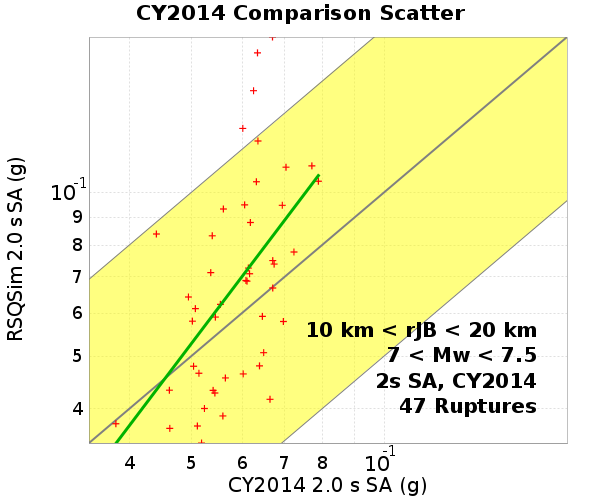 CY2014 Comparison Scatter
RSQSim 2.0 s SA (g)
10⁻¹
9
8
7
6
5
4
10 km < rJB < 20 km
7 < Mw < 7.5
2s SA, CY2014
47 Ruptures
4 5 6 7 8 10⁻¹
CY2014 2.0 s SA (g)